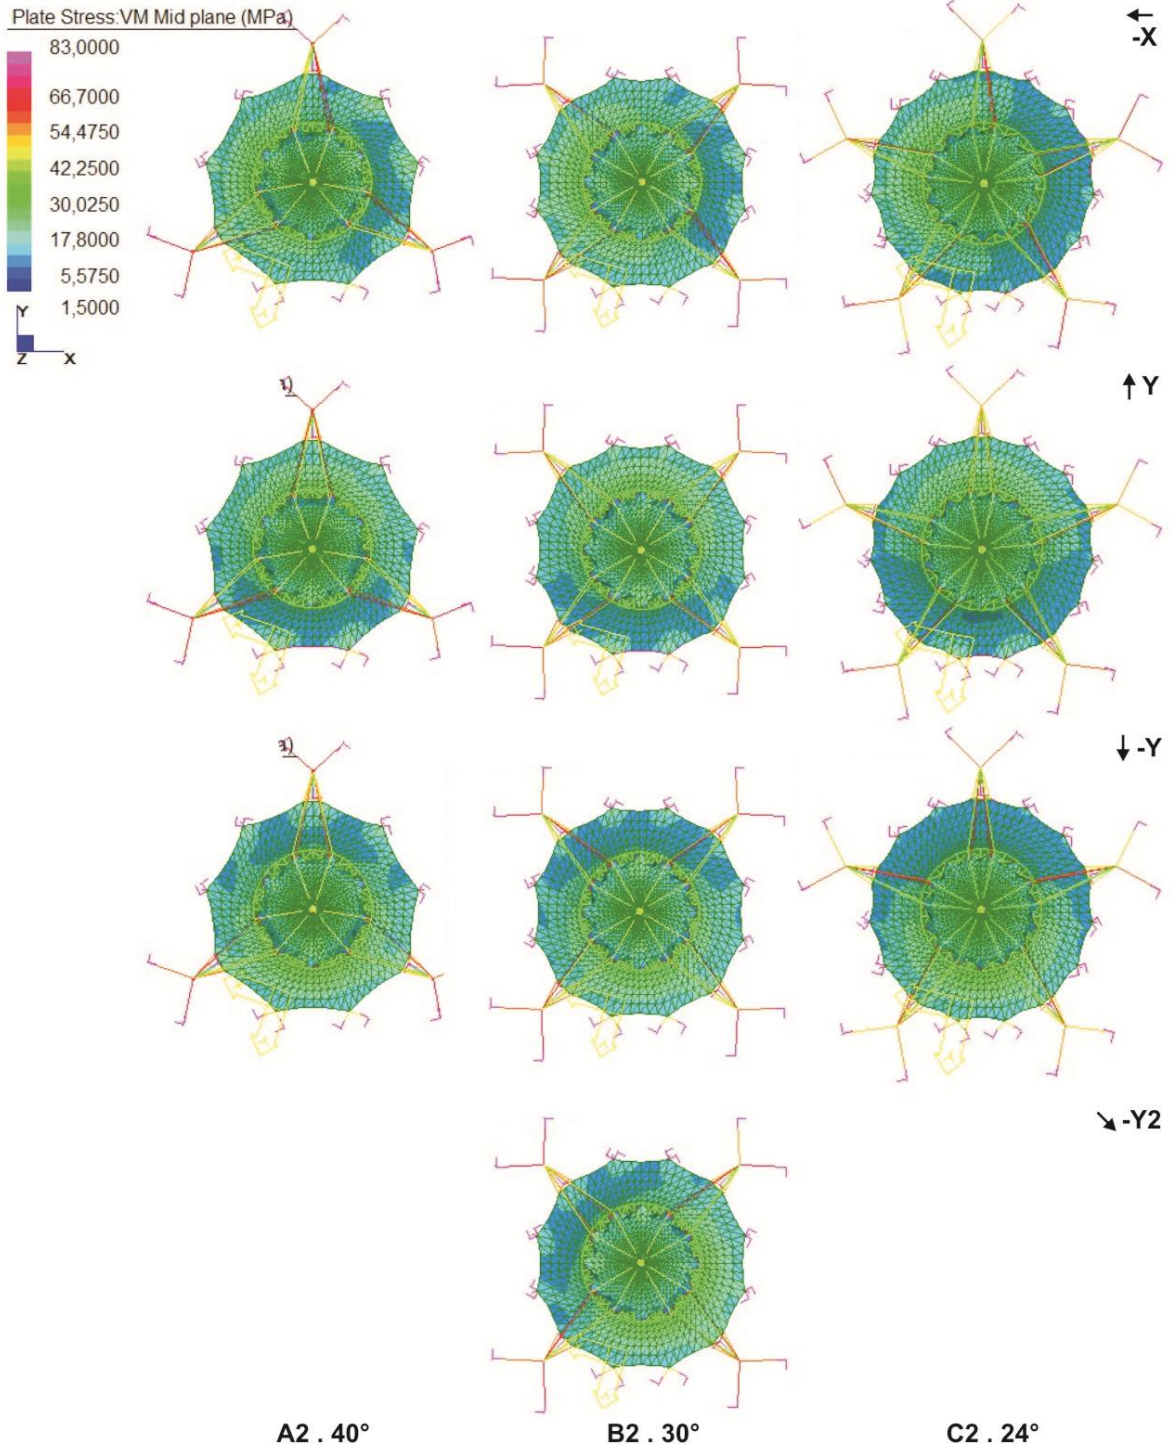 Plate Stress:VM Mid plane (MPa)
-X
83,0000
66,7000
54,4750
42,2500
30,0250
17,8000
5,5750
1,5000
Y
Z X
Y
-Y
-Y2
A2 . 40°
B2 . 30°
C2 . 24°